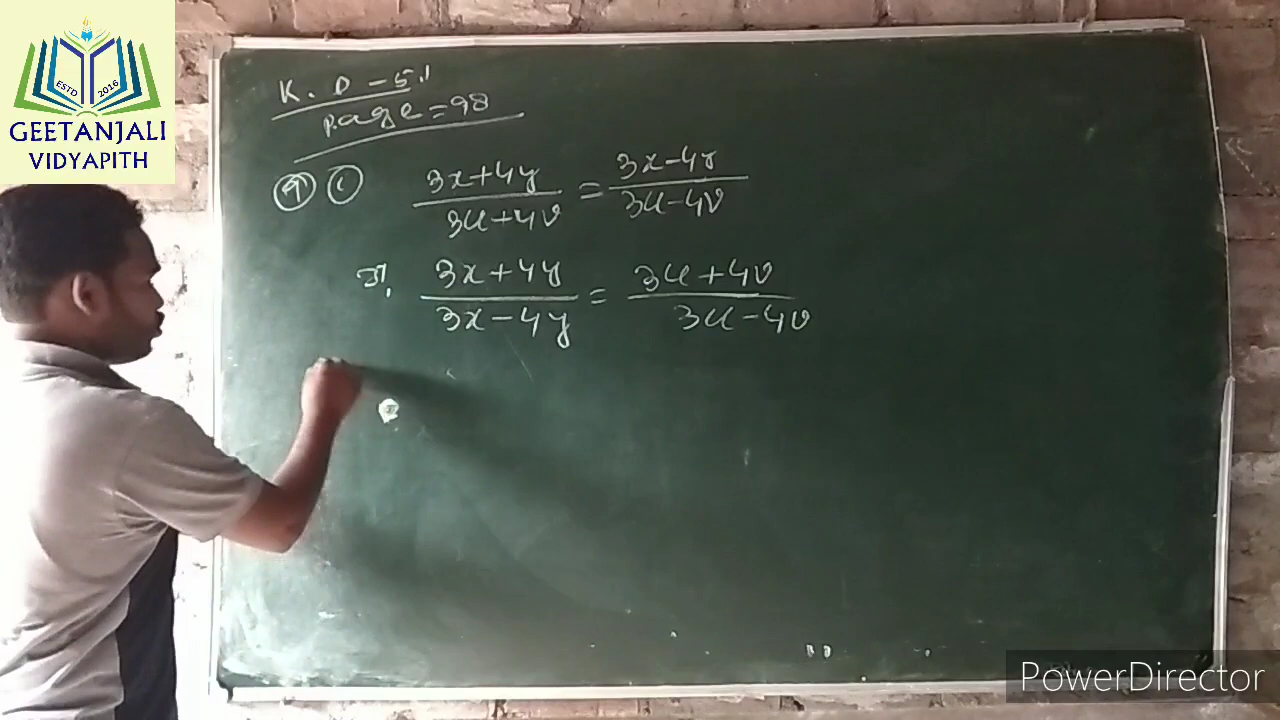 ESTD 2016
GEETANJALI
VIDYAPITH
K. D - 5.1
Page = 98
3x+4y / 3u+4v = 3x-4y / 3u-4v
বা, 3x+4y / 3x-4y = 3u+4v / 3u-4v
PowerDirector